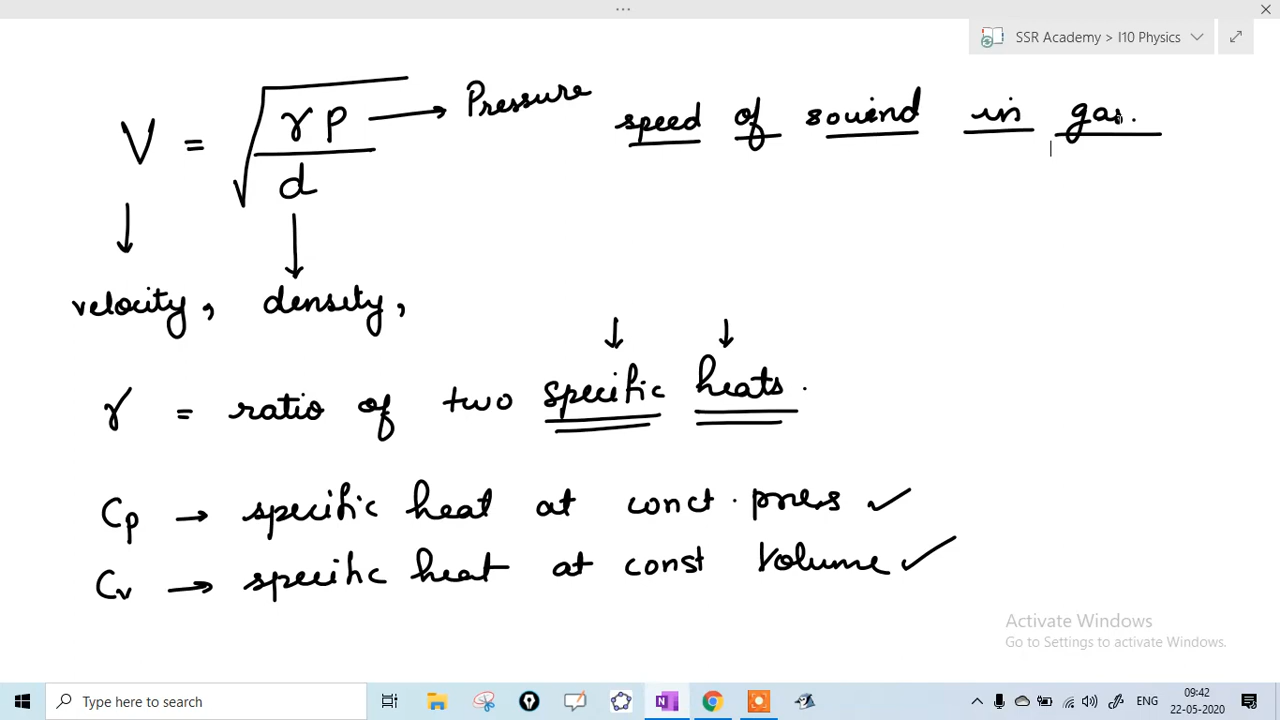 SSR Academy > I10 Physics
V = √ γP / d → Pressure speed of sound in gas.
velocity, density,
γ = ratio of two specific heats.
Cp → specific heat at conct. press ✓
Cv → specific heat at const Volume ✓
Activate Windows
Go to Settings to activate Windows.
Type here to search
ENG
09:42
22-05-2020